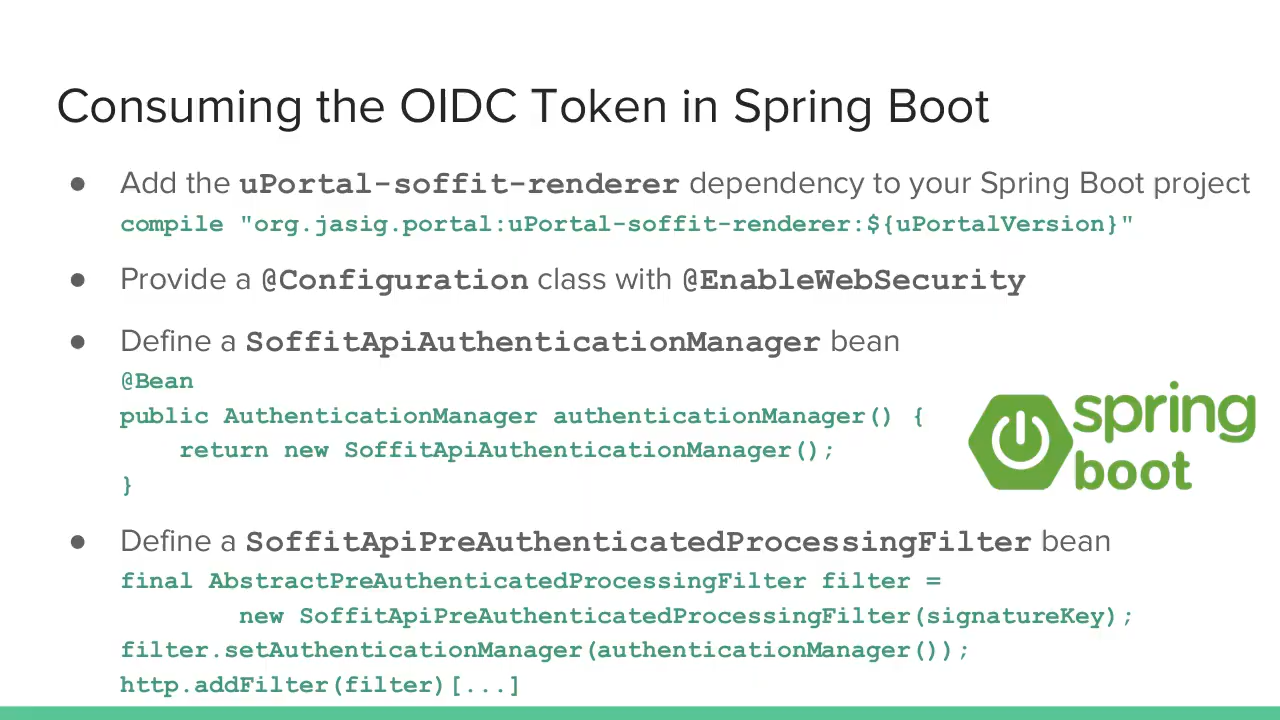 Consuming the OIDC Token in Spring Boot
● Add the uPortal-soffit-renderer dependency to your Spring Boot project
compile "org.jasig.portal:uPortal-soffit-renderer:${uPortalVersion}"
● Provide a @Configuration class with @EnableWebSecurity
● Define a SoffitApiAuthenticationManager bean
@Bean
public AuthenticationManager authenticationManager() {
    return new SoffitApiAuthenticationManager();
}
spring
boot
● Define a SoffitApiPreAuthenticatedProcessingFilter bean
final AbstractPreAuthenticatedProcessingFilter filter =
        new SoffitApiPreAuthenticatedProcessingFilter(signatureKey);
filter.setAuthenticationManager(authenticationManager());
http.addFilter(filter)[...]